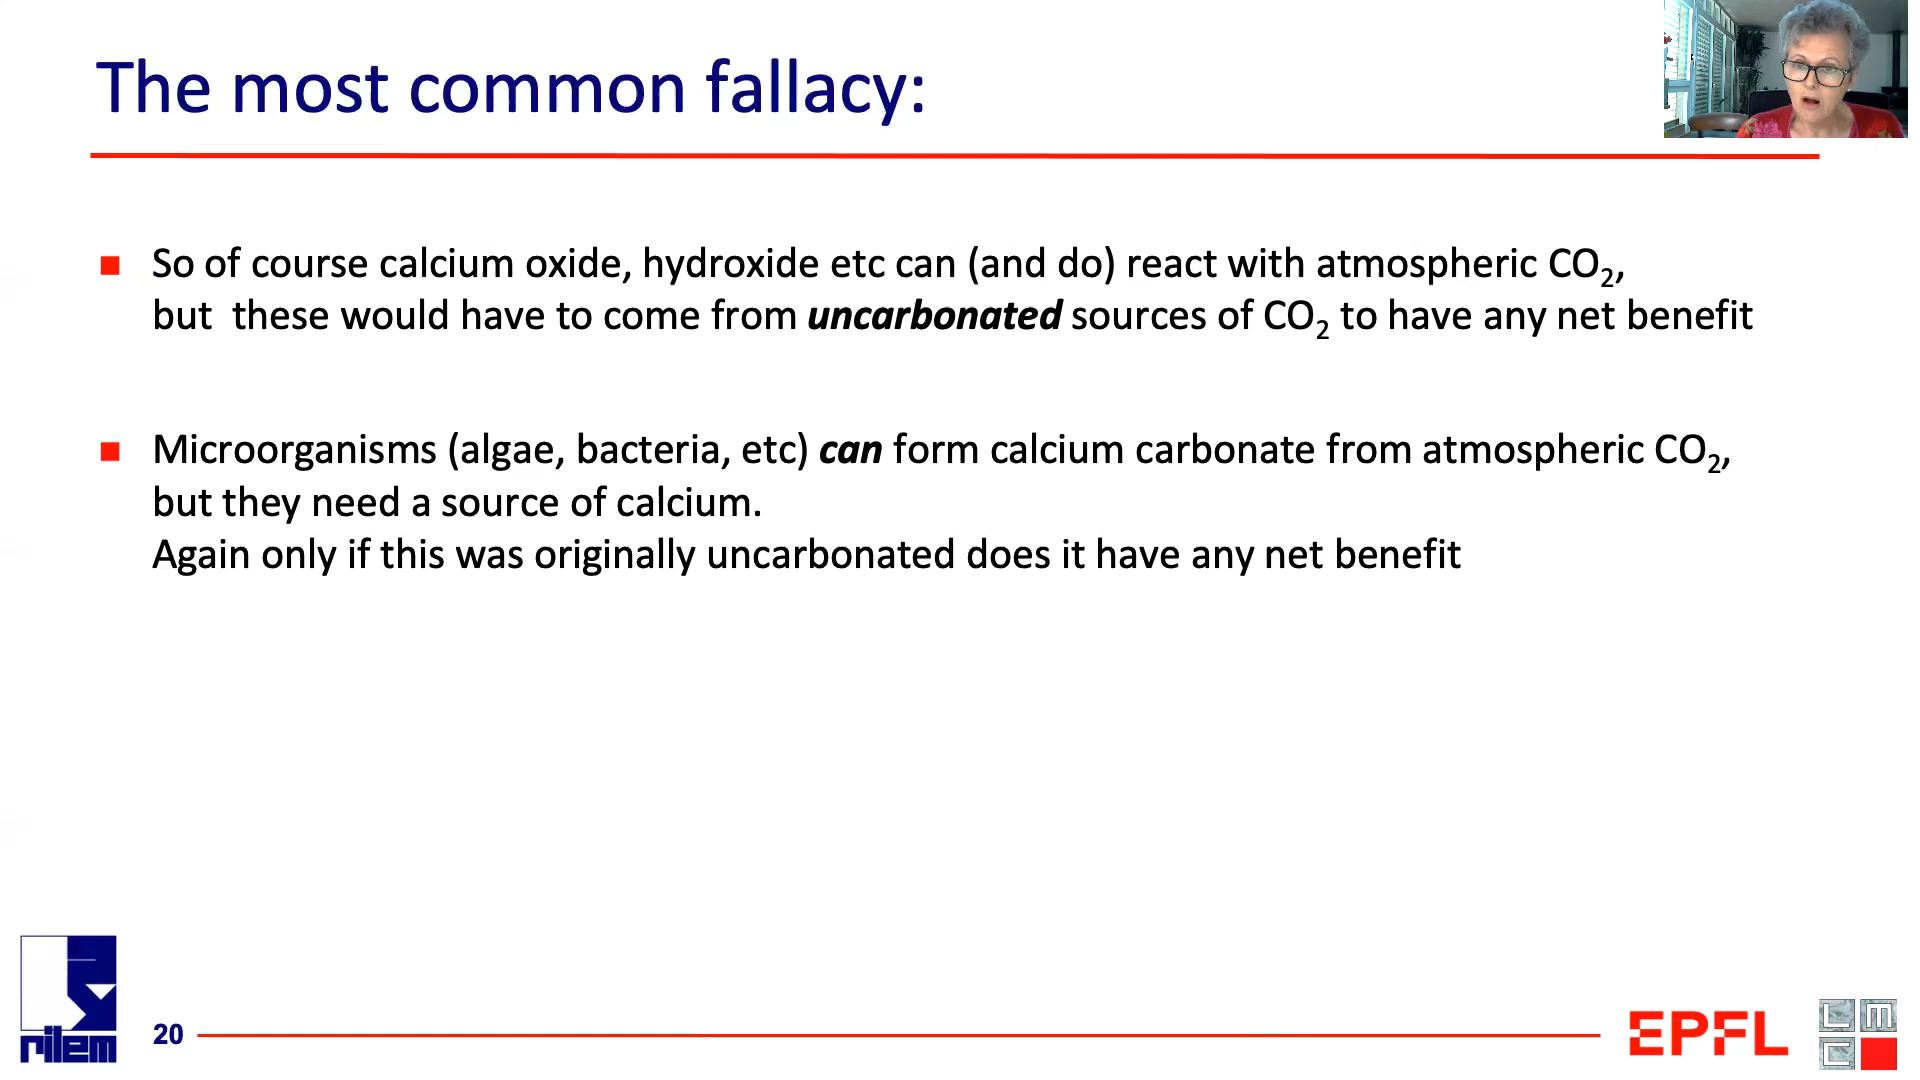 The most common fallacy:
So of course calcium oxide, hydroxide etc can (and do) react with atmospheric CO₂,
but these would have to come from uncarbonated sources of CO₂ to have any net benefit
Microorganisms (algae, bacteria, etc) can form calcium carbonate from atmospheric CO₂,
but they need a source of calcium.
Again only if this was originally uncarbonated does it have any net benefit
rilem
20
EPFL
L M
C